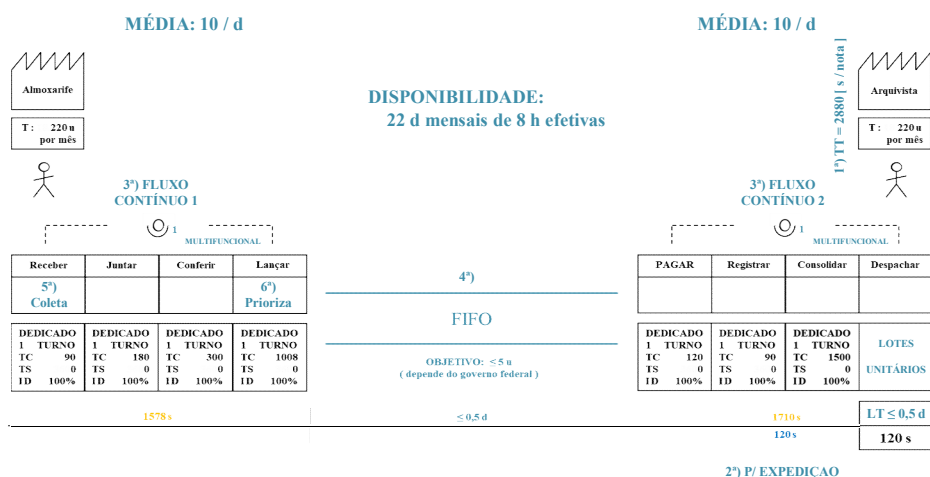 MÉDIA: 10 / d
MÉDIA: 10 / d
Almoxarife
T : 220 u
por mês
DISPONIBILIDADE:
22 d mensais de 8 h efetivas
1ª) TT = 2880 [ s / nota ]
Arquivista
T : 220 u
por mês
3ª) FLUXO
CONTÍNUO 1
1
MULTIFUNCIONAL
3ª) FLUXO
CONTÍNUO 2
1
MULTIFUNCIONAL
Receber Juntar Conferir Lançar
5ª)
Coleta
6ª)
Prioriza
DEDICADO DEDICADO DEDICADO DEDICADO
1 TURNO 1 TURNO 1 TURNO 1 TURNO
TC 90 TC 180 TC 300 TC 1008
TS 0 TS 0 TS 0 TS 0
ID 100% ID 100% ID 100% ID 100%
4ª)
FIFO
OBJETIVO: < 5 u
( depende do governo federal )
PAGAR Registrar Consolidar Despachar
DEDICADO DEDICADO DEDICADO
1 TURNO 1 TURNO 1 TURNO
TC 120 TC 90 TC 1500
TS 0 TS 0 TS 0
ID 100% ID 100% ID 100%
LOTES
UNITÁRIOS
1578 s
≤ 0,5 d
1710 s
120 s
LT ≤ 0,5 d
120 s
2ª) P/ EXPEDIÇAO